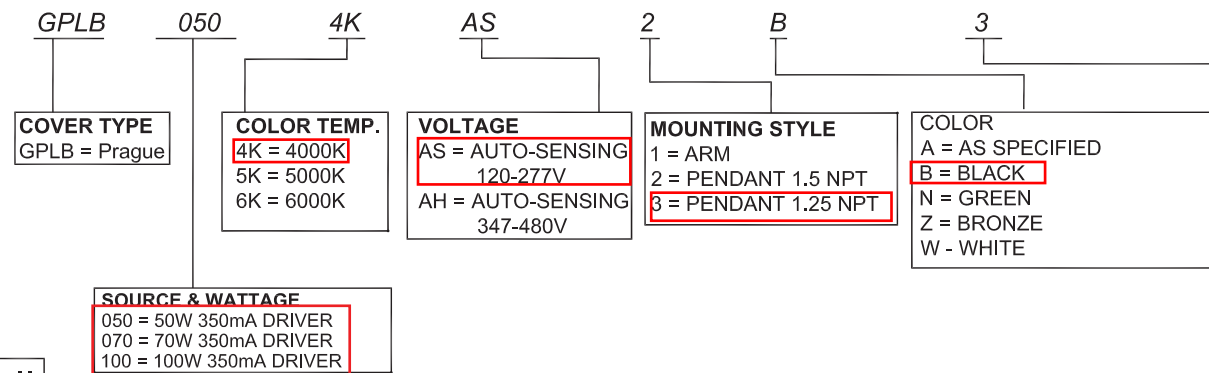 GPLB 050 4K AS 2 B 3
COVER TYPE
GPLB = Prague
COLOR TEMP.
4K = 4000K
5K = 5000K
6K = 6000K
VOLTAGE
AS = AUTO-SENSING
120-277V
AH = AUTO-SENSING
347-480V
MOUNTING STYLE
1 = ARM
2 = PENDANT 1.5 NPT
3 = PENDANT 1.25 NPT
COLOR
A = AS SPECIFIED
B = BLACK
N = GREEN
Z = BRONZE
W - WHITE
SOURCE & WATTAGE
050 = 50W 350mA DRIVER
070 = 70W 350mA DRIVER
100 = 100W 350mA DRIVER